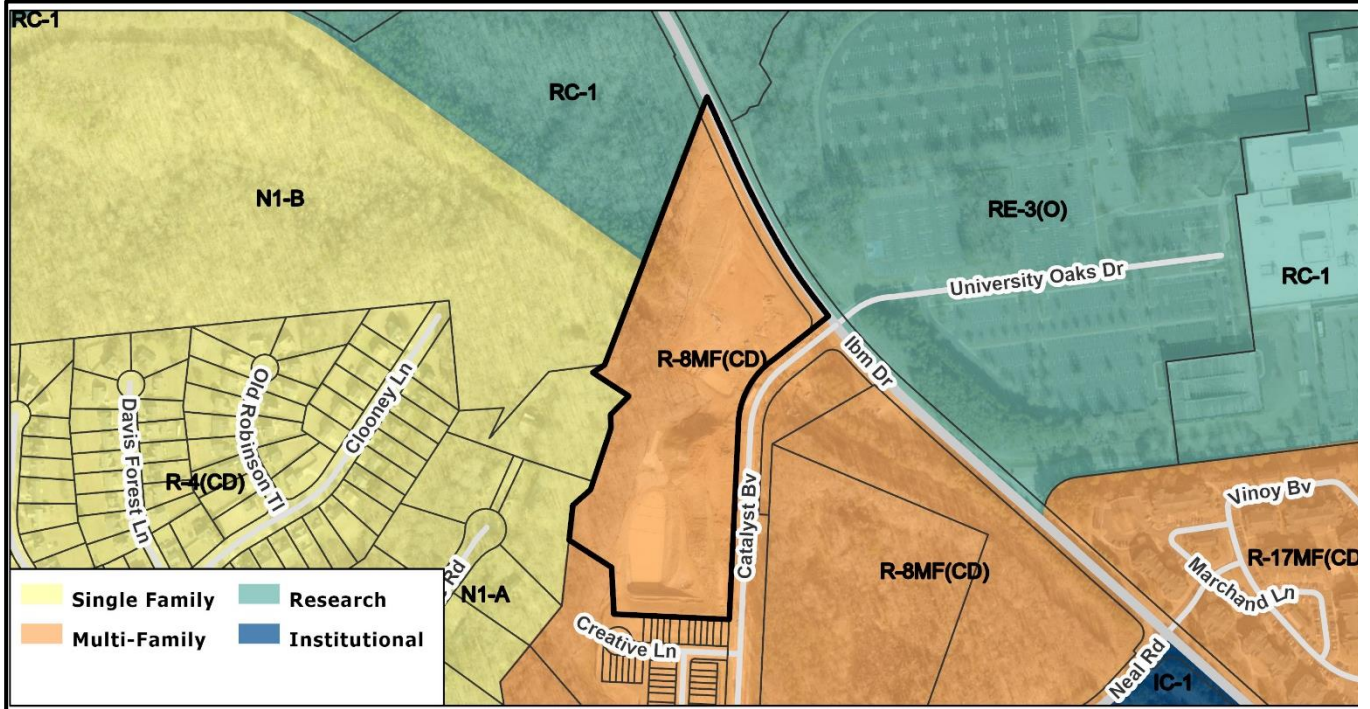 RC-1
RC-1
N1-B
RE-3(O)
University Oaks Dr
RC-1
R-8MF(CD)
Ibm Dr
Davis Forest Ln
Old Robinson Tl
Clooney Ln
R-4(CD)
Catalyst Bv
Vinoy Bv
R-8MF(CD)
R-17MF(CD
Marchand Ln
Rd
N1-A
Creative Ln
Neal Rd
IC-1
Single Family
Research
Multi-Family
Institutional